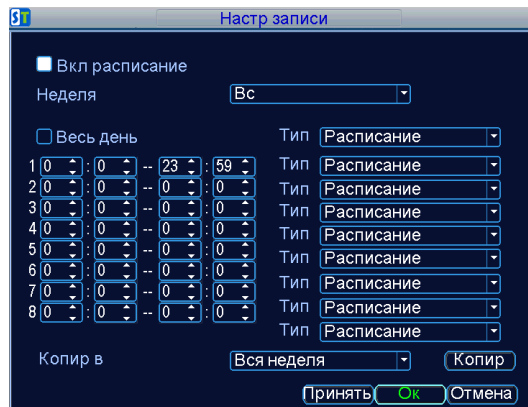 ST Настр записи
Вкл расписание
Неделя Вс
Весь день Тип Расписание
1 0 : 0 -- 23 : 59 Тип Расписание
2 0 : 0 -- 0 : 0 Тип Расписание
3 0 : 0 -- 0 : 0 Тип Расписание
4 0 : 0 -- 0 : 0 Тип Расписание
5 0 : 0 -- 0 : 0 Тип Расписание
6 0 : 0 -- 0 : 0 Тип Расписание
7 0 : 0 -- 0 : 0 Тип Расписание
8 0 : 0 -- 0 : 0 Тип Расписание
Копир в Вся неделя Копир
Принять Ок Отмена